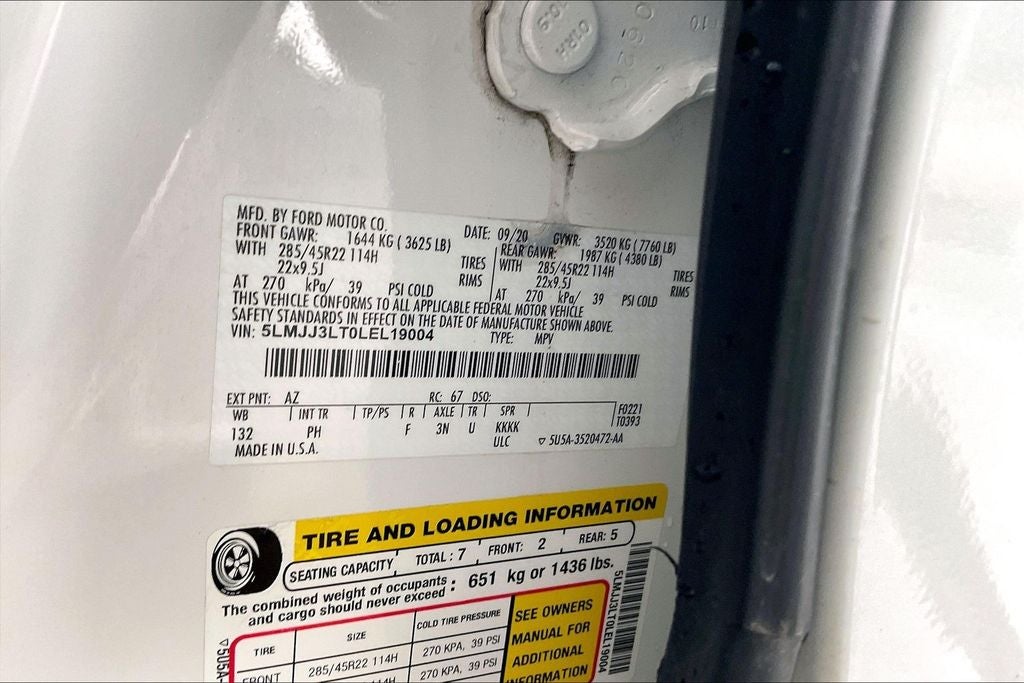 MFD. BY FORD MOTOR CO.
DATE: 09/20 GVWR: 3520 KG ( 7760 LB)
FRONT GAWR: 1644 KG ( 3625 LB) REAR GAWR: 1987 KG ( 4380 LB)
WITH 285/45R22 114H TIRES WITH 285/45R22 114H TIRES
22x9.5J RIMS 22x9.5J RIMS
AT 270 kPa/ 39 PSI COLD AT 270 kPa/ 39 PSI COLD
THIS VEHICLE CONFORMS TO ALL APPLICABLE FEDERAL MOTOR VEHICLE
SAFETY STANDARDS IN EFFECT ON THE DATE OF MANUFACTURE SHOWN ABOVE.
VIN: 5LMJJ3LT0LEL19004 TYPE: MPV
EXT PNT: AZ RC: 67 DSO:
WB INT TR TP/PS R AXLE TR SPR F0221
132 PH F 3N U KKKK T0393
MADE IN U.S.A. ULC ▽ 5U5A-3520472-AA
TIRE AND LOADING INFORMATION
SEATING CAPACITY TOTAL : 7 FRONT: 2 REAR: 5
The combined weight of occupants
and cargo should never exceed : 651 kg or 1436 lbs.
TIRE SIZE COLD TIRE PRESSURE
FRONT 285/45R22 114H 270 KPA, 39 PSI
114H 270 KPA, 39 PSI
SEE OWNERS
MANUAL FOR
ADDITIONAL
INFORMATION
5LMJJ3LT0LEL19004
▽5U5A-